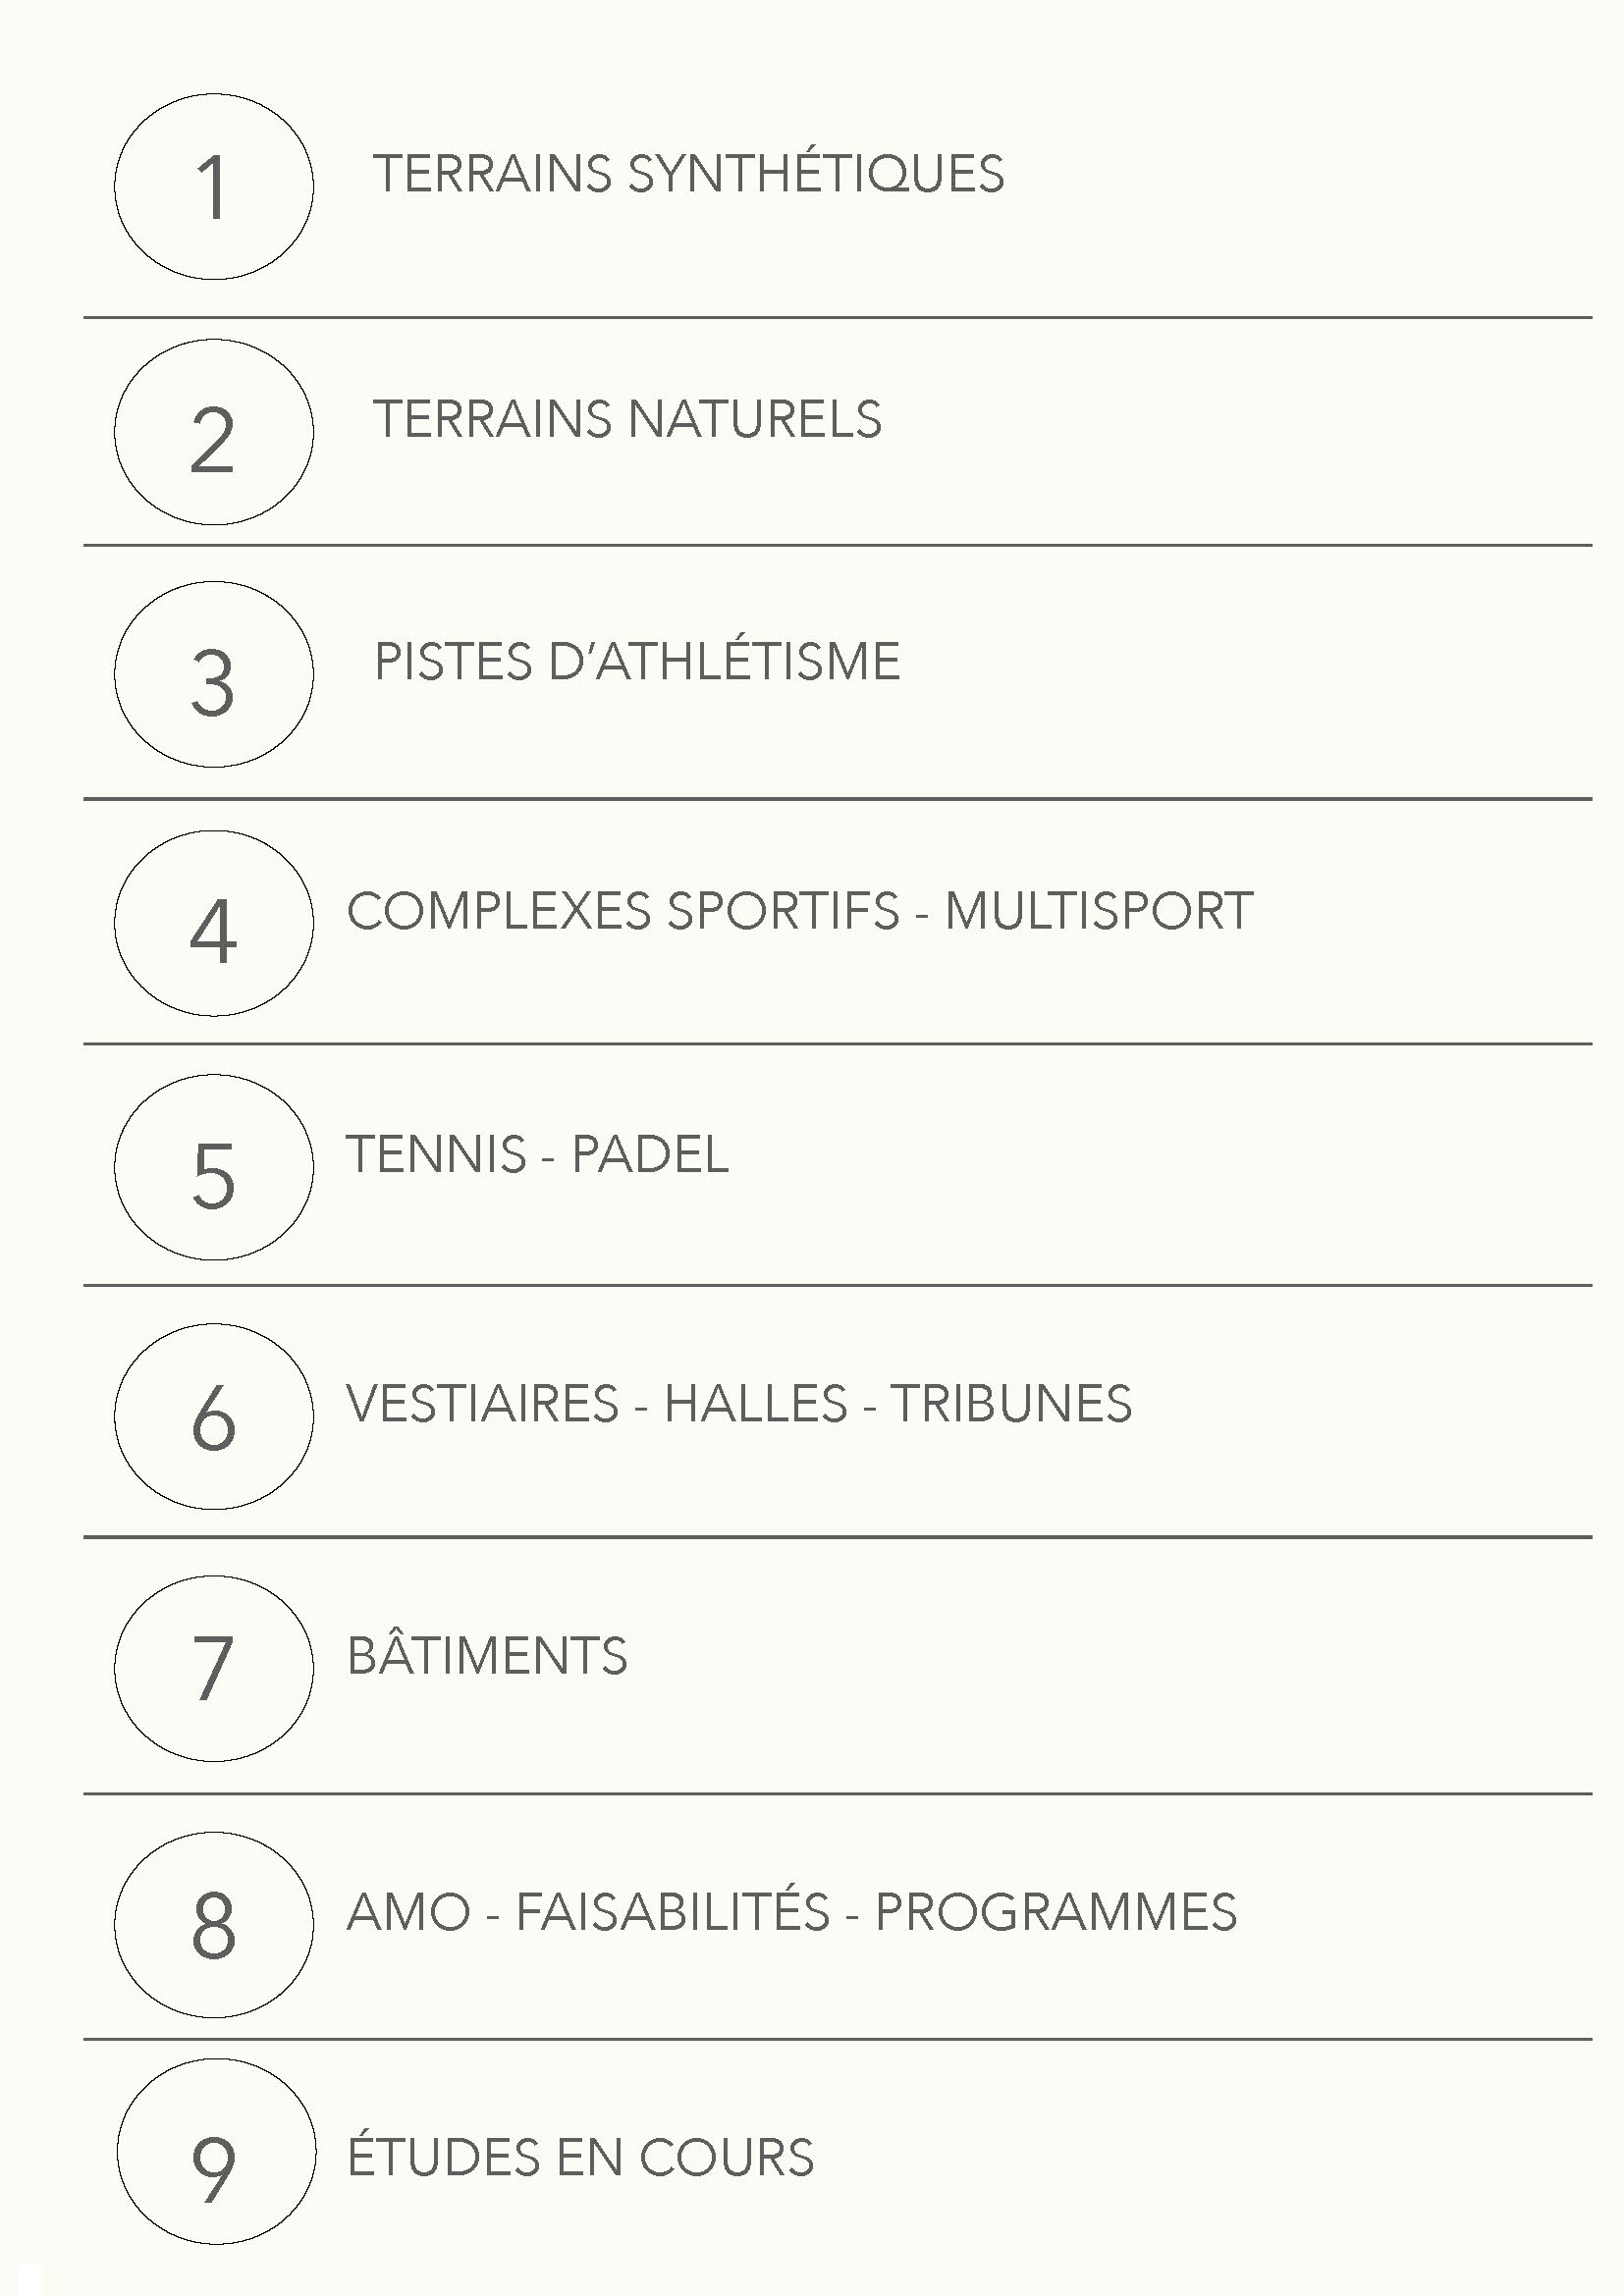 1
TERRAINS SYNTHÉTIQUES
2
TERRAINS NATURELS
3
PISTES D’ATHLÉTISME
4
COMPLEXES SPORTIFS - MULTISPORT
5
TENNIS - PADEL
6
VESTIAIRES - HALLES - TRIBUNES
7
BÂTIMENTS
8
AMO - FAISABILITÉS - PROGRAMMES
9
ÉTUDES EN COURS